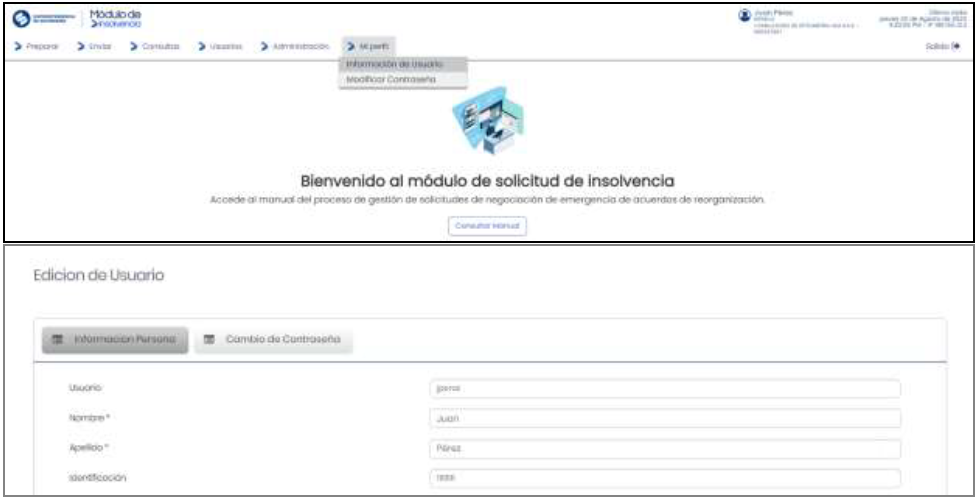 Módulo de
Insolvencia
Juan Pérez
Preparar
Enviar
Consultas
Usuarios
Administración
Mi perfil
Salida
Información de Usuario
Modificar Contraseña
Bienvenido al módulo de solicitud de insolvencia
Accede al manual del proceso de gestión de solicitudes de negociación de emergencia de acuerdos de reorganización.
Consultar Manual
Edicion de Usuario
Informacion Persona
Cambio de Contraseña
Usuario
jperez
Nombre *
Juan
Apellido *
Pérez
Identificación